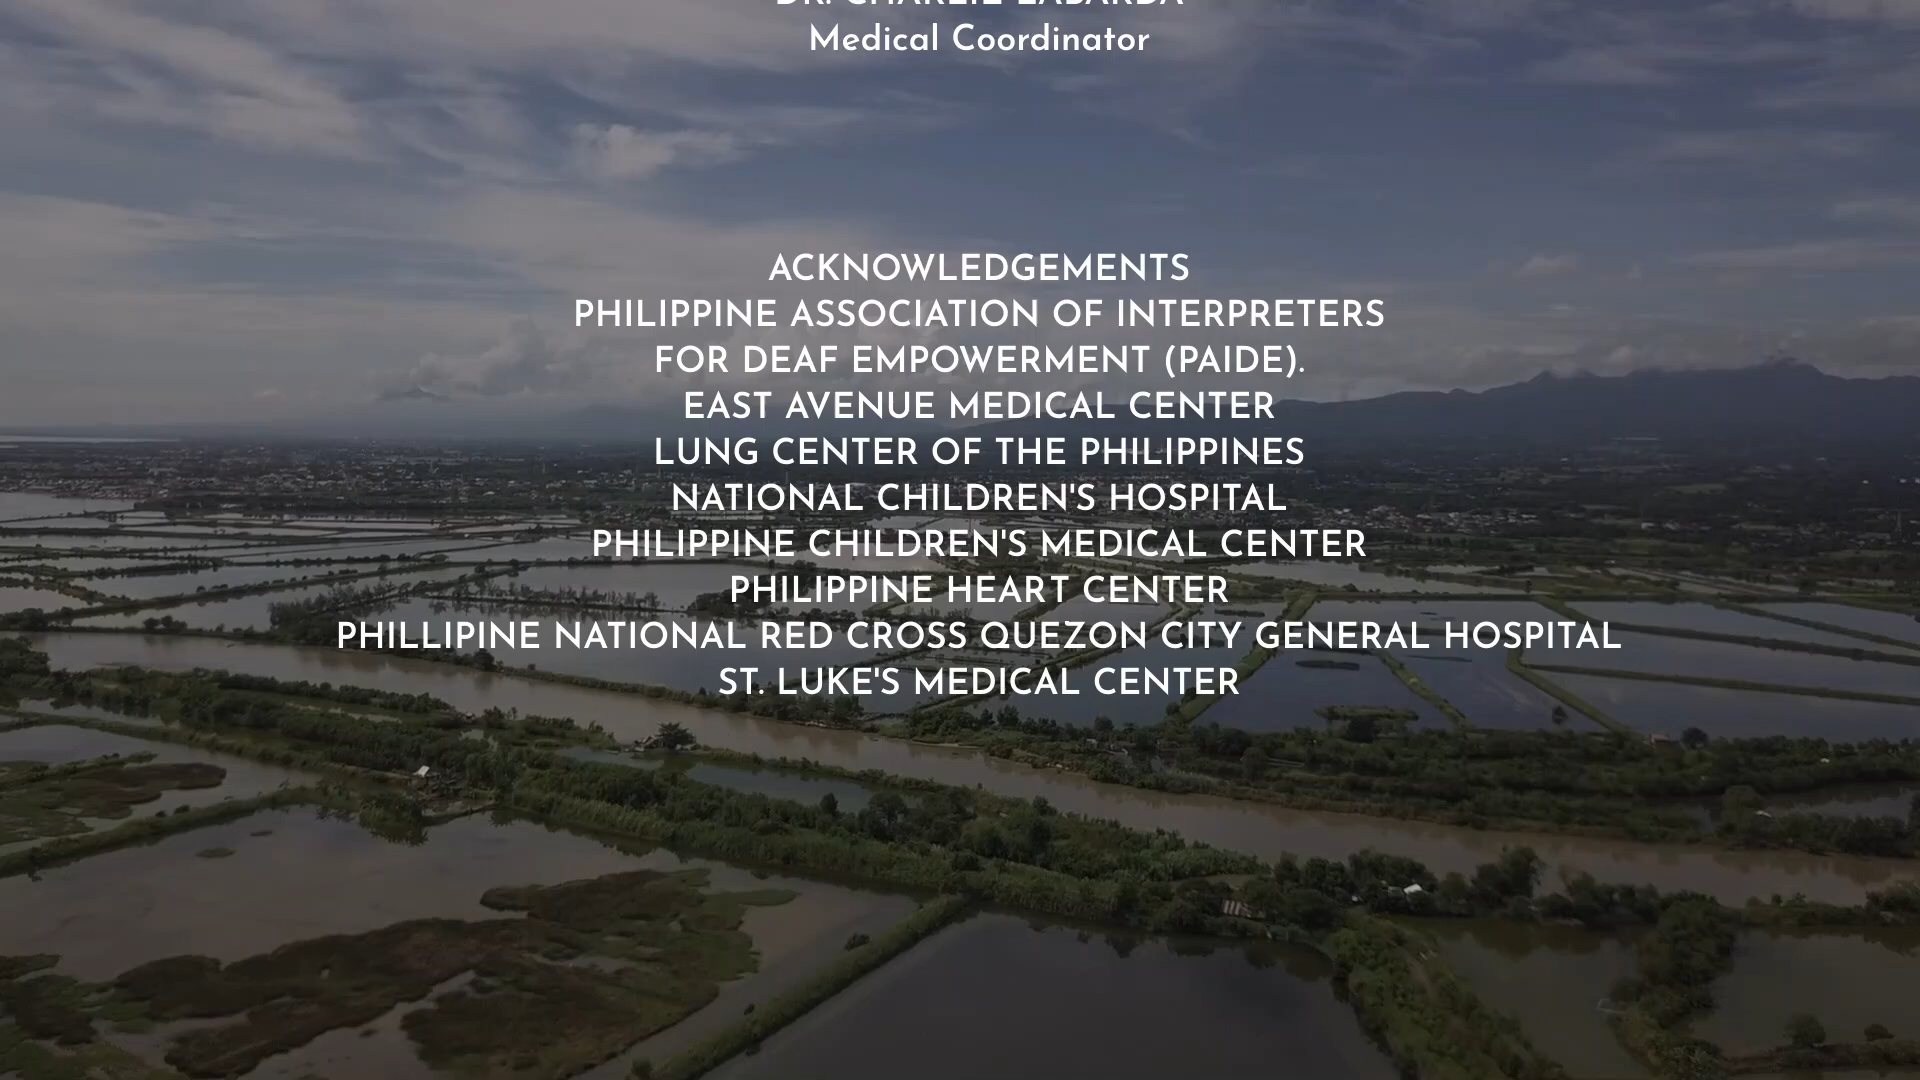 Medical Coordinator
ACKNOWLEDGEMENTS
PHILIPPINE ASSOCIATION OF INTERPRETERS
FOR DEAF EMPOWERMENT (PAIDE).
EAST AVENUE MEDICAL CENTER
LUNG CENTER OF THE PHILIPPINES
NATIONAL CHILDREN'S HOSPITAL
PHILIPPINE CHILDREN'S MEDICAL CENTER
PHILIPPINE HEART CENTER
PHILLIPINE NATIONAL RED CROSS QUEZON CITY GENERAL HOSPITAL
ST. LUKE'S MEDICAL CENTER